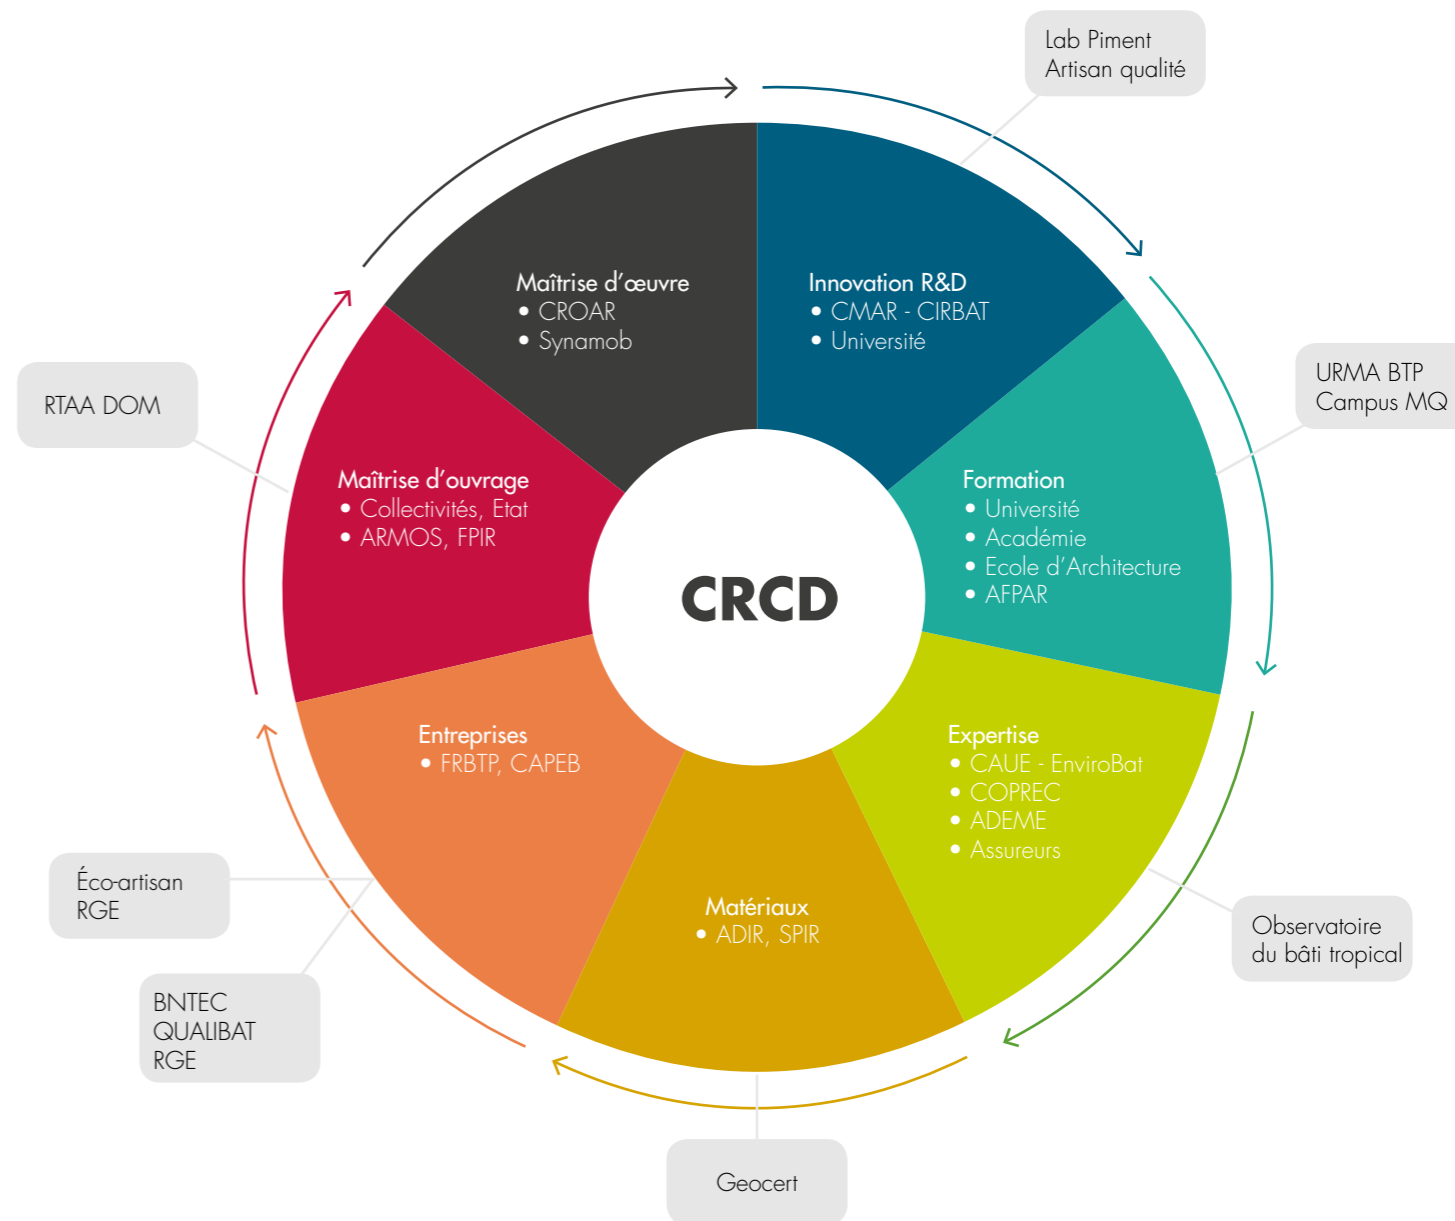 Lab Piment
Artisan qualité
Maîtrise d'œuvre
• CROAR
• Synamob
Innovation R&D
• CMAR - CIRBAT
• Université
RTAA DOM
URMA BTP
Campus MQ
Maîtrise d'ouvrage
• Collectivités, Etat
• ARMOS, FPIR
Formation
• Université
• Académie
• Ecole d'Architecture
• AFPAR
CRCD
Entreprises
• FRBTP, CAPEB
Expertise
• CAUE - EnviroBat
• COPREC
• ADEME
• Assureurs
Éco-artisan
RGE
Matériaux
• ADIR, SPIR
Observatoire
du bâti tropical
BNTEC
QUALIBAT
RGE
Geocert